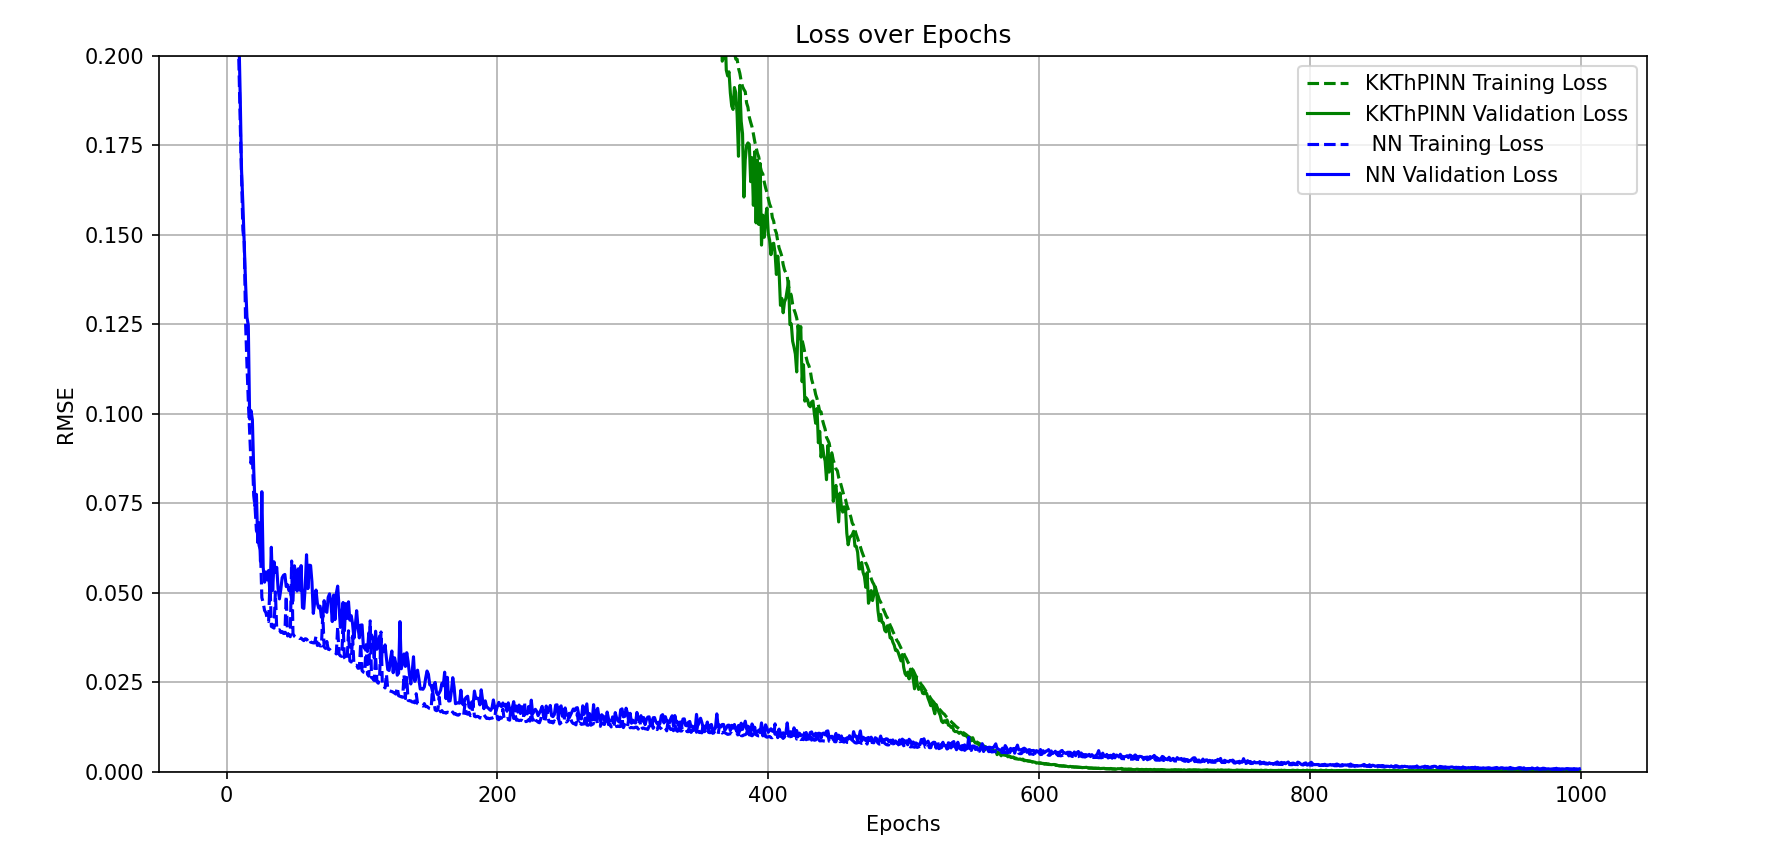 Loss over Epochs
0.200
0.175
0.150
0.125
0.100
0.075
0.050
0.025
0.000
RMSE
KKThPINN Training Loss
KKThPINN Validation Loss
NN Training Loss
NN Validation Loss
0 200 400 600 800 1000
Epochs